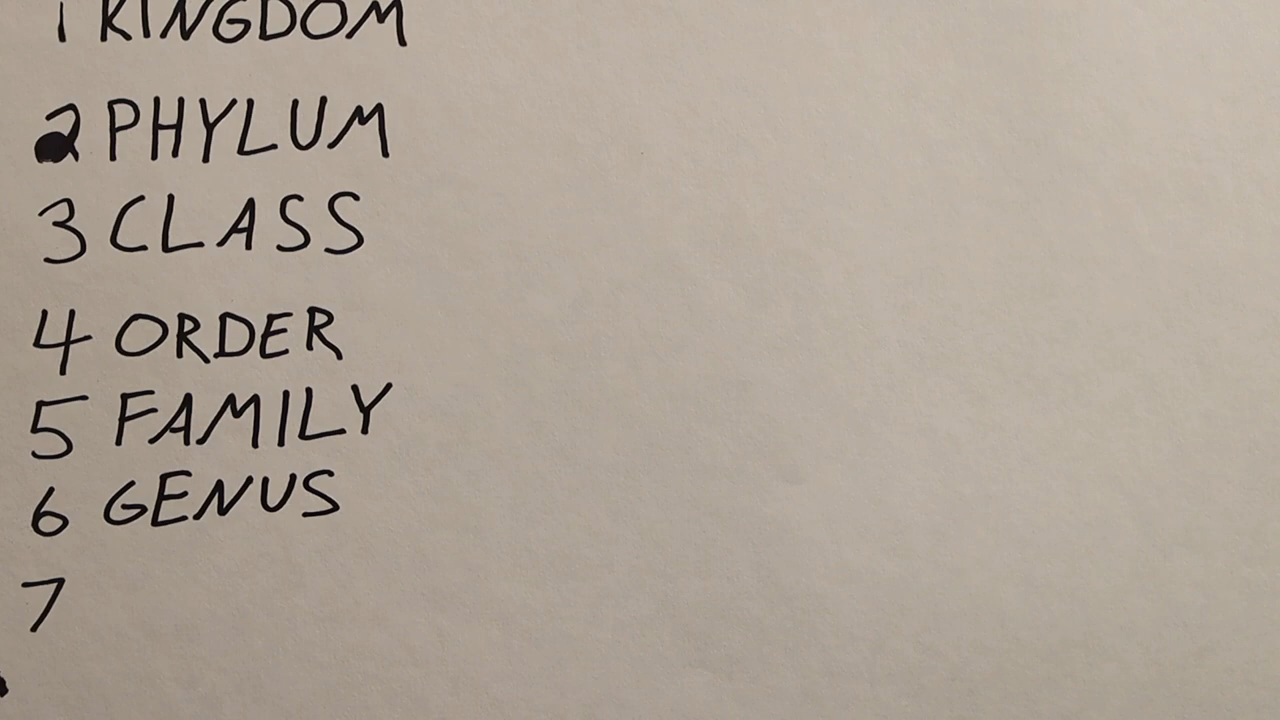 1 KINGDOM
2 PHYLUM
3 CLASS
4 ORDER
5 FAMILY
6 GENUS
7